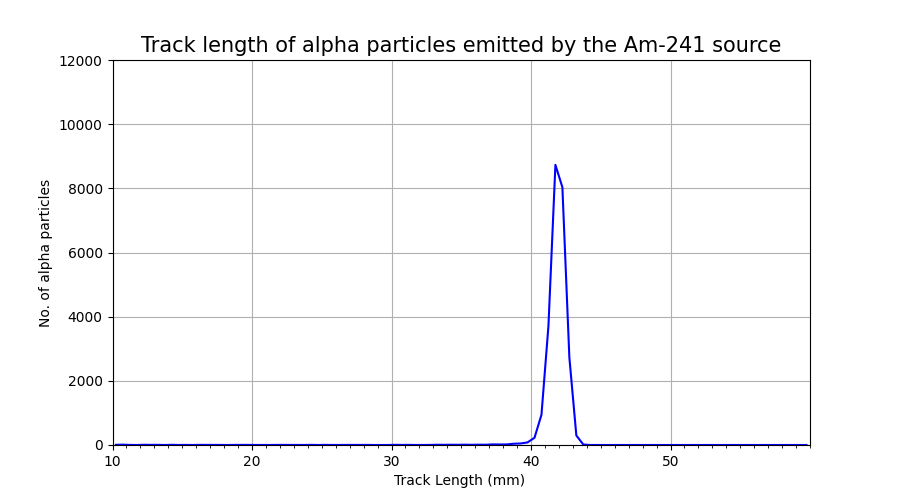 Track length of alpha particles emitted by the Am-241 source
12000
10000
8000
6000
4000
2000
0
No. of alpha particles
10 20 30 40 50
Track Length (mm)